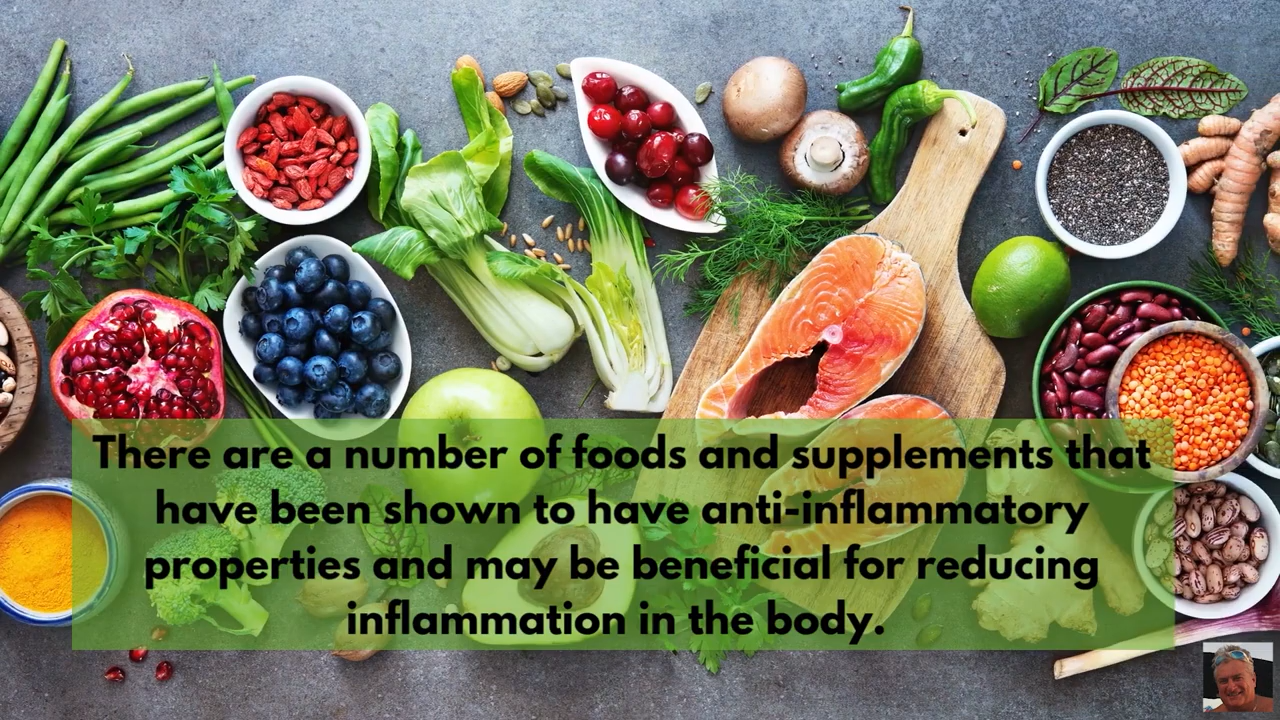 There are a number of foods and supplements that
have been shown to have anti-inflammatory
properties and may be beneficial for reducing
inflammation in the body.